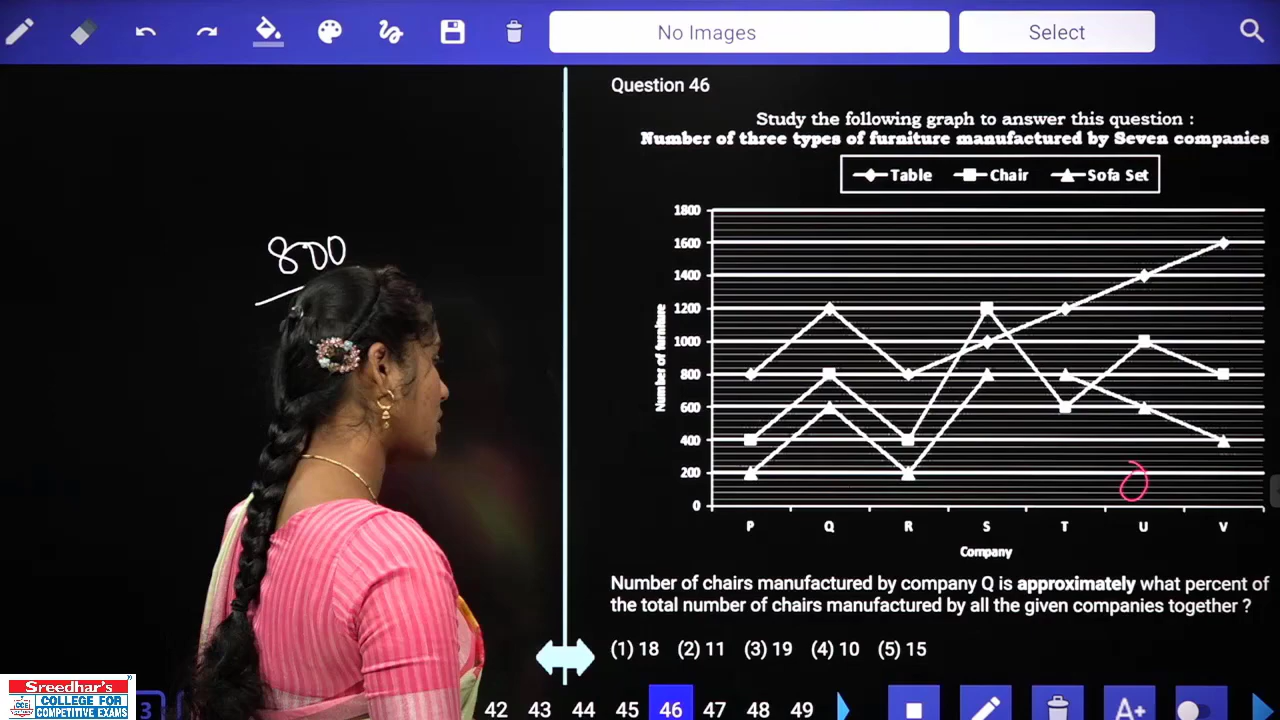 No Images
Select
Question 46
Study the following graph to answer this question :
Number of three types of furniture manufactured by Seven companies
Table Chair Sofa Set
1800
1600
1400
1200
1000
800
600
400
200
0
Number of furniture
P Q R S T U V
Company
800
Number of chairs manufactured by company Q is approximately what percent of
the total number of chairs manufactured by all the given companies together ?
(1) 18 (2) 11 (3) 19 (4) 10 (5) 15
Sreedhar's
CCE
COLLEGE FOR
COMPETITIVE EXAMS
3 42 43 44 45 46 47 48 49
A+